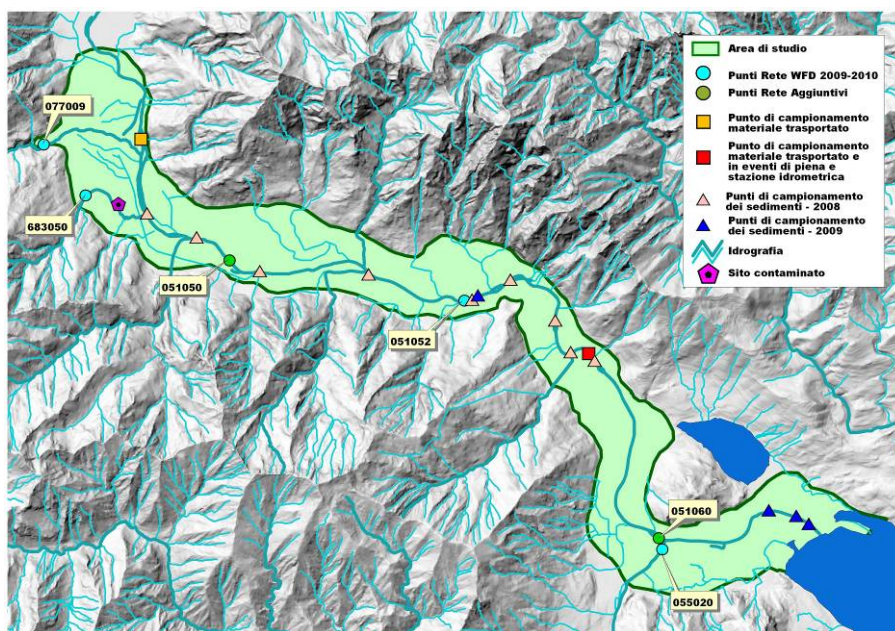 Area di studio
Punti Rete WFD 2009-2010
Punti Rete Aggiuntivi
Punto di campionamento
materiale trasportato
Punto di campionamento
materiale trasportato e
in eventi di piena e
stazione idrometrica
Punti di campionamento
dei sedimenti - 2008
Punti di campionamento
dei sedimenti - 2009
Idrografia
Sito contaminato
077009
683050
051050
051052
051060
055020